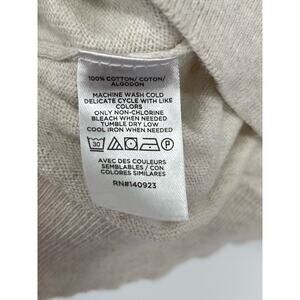 100% COTTON/ COTON/
ALGODON
MACHINE WASH COLD
DELICATE CYCLE WITH LIKE
COLORS
ONLY NON-CHLORINE
BLEACH WHEN NEEDED
TUMBLE DRY LOW
COOL IRON WHEN NEEDED
30 P
AVEC DES COULEURS
SEMBLABLES / CON
COLORES SIMILARES
RN#140923